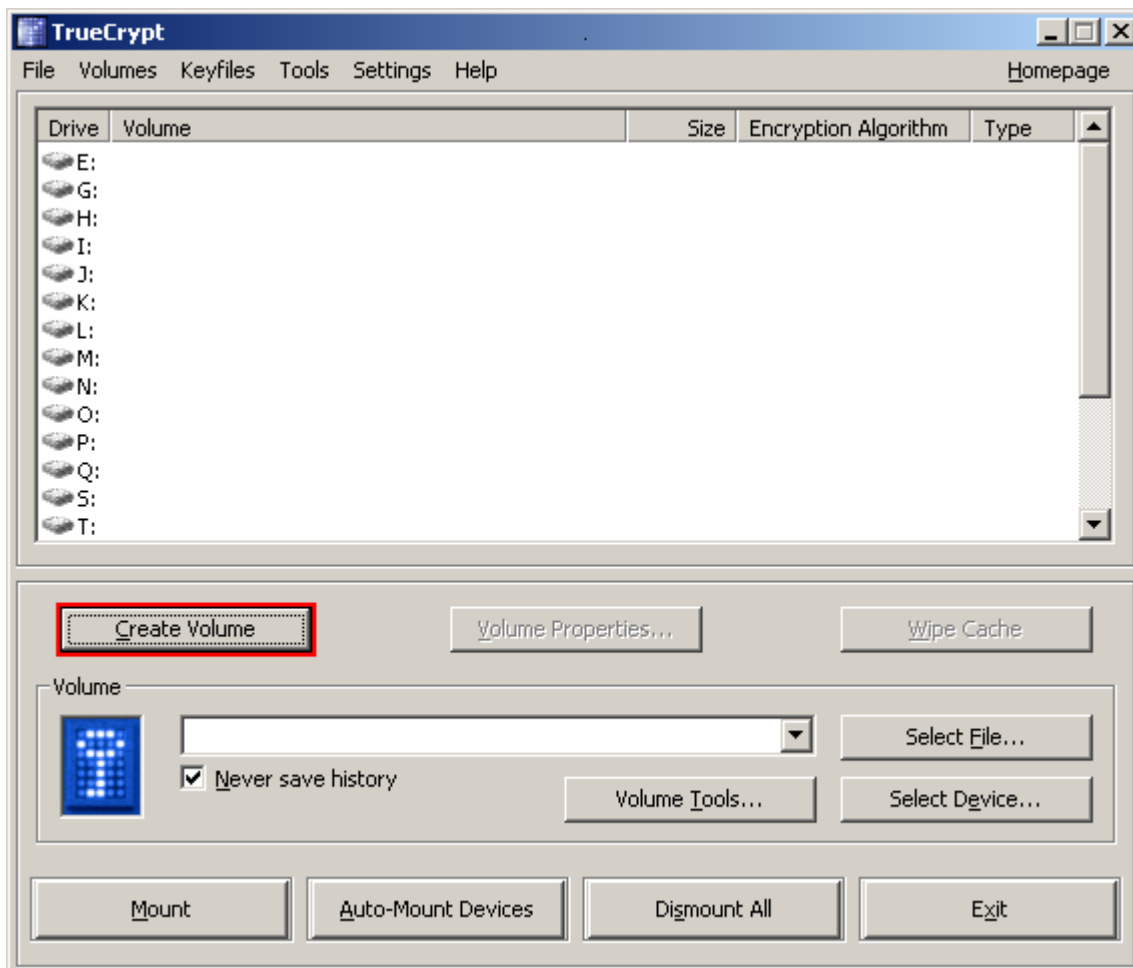 TrueCrypt
File Volumes Keyfiles Tools Settings Help Homepage
Drive Volume Size Encryption Algorithm Type
E:
G:
H:
I:
J:
K:
L:
M:
N:
O:
P:
Q:
S:
T:
Create Volume Volume Properties... Wipe Cache
Volume
Select File...
Never save history
Volume Tools... Select Device...
Mount Auto-Mount Devices Dismount All Exit